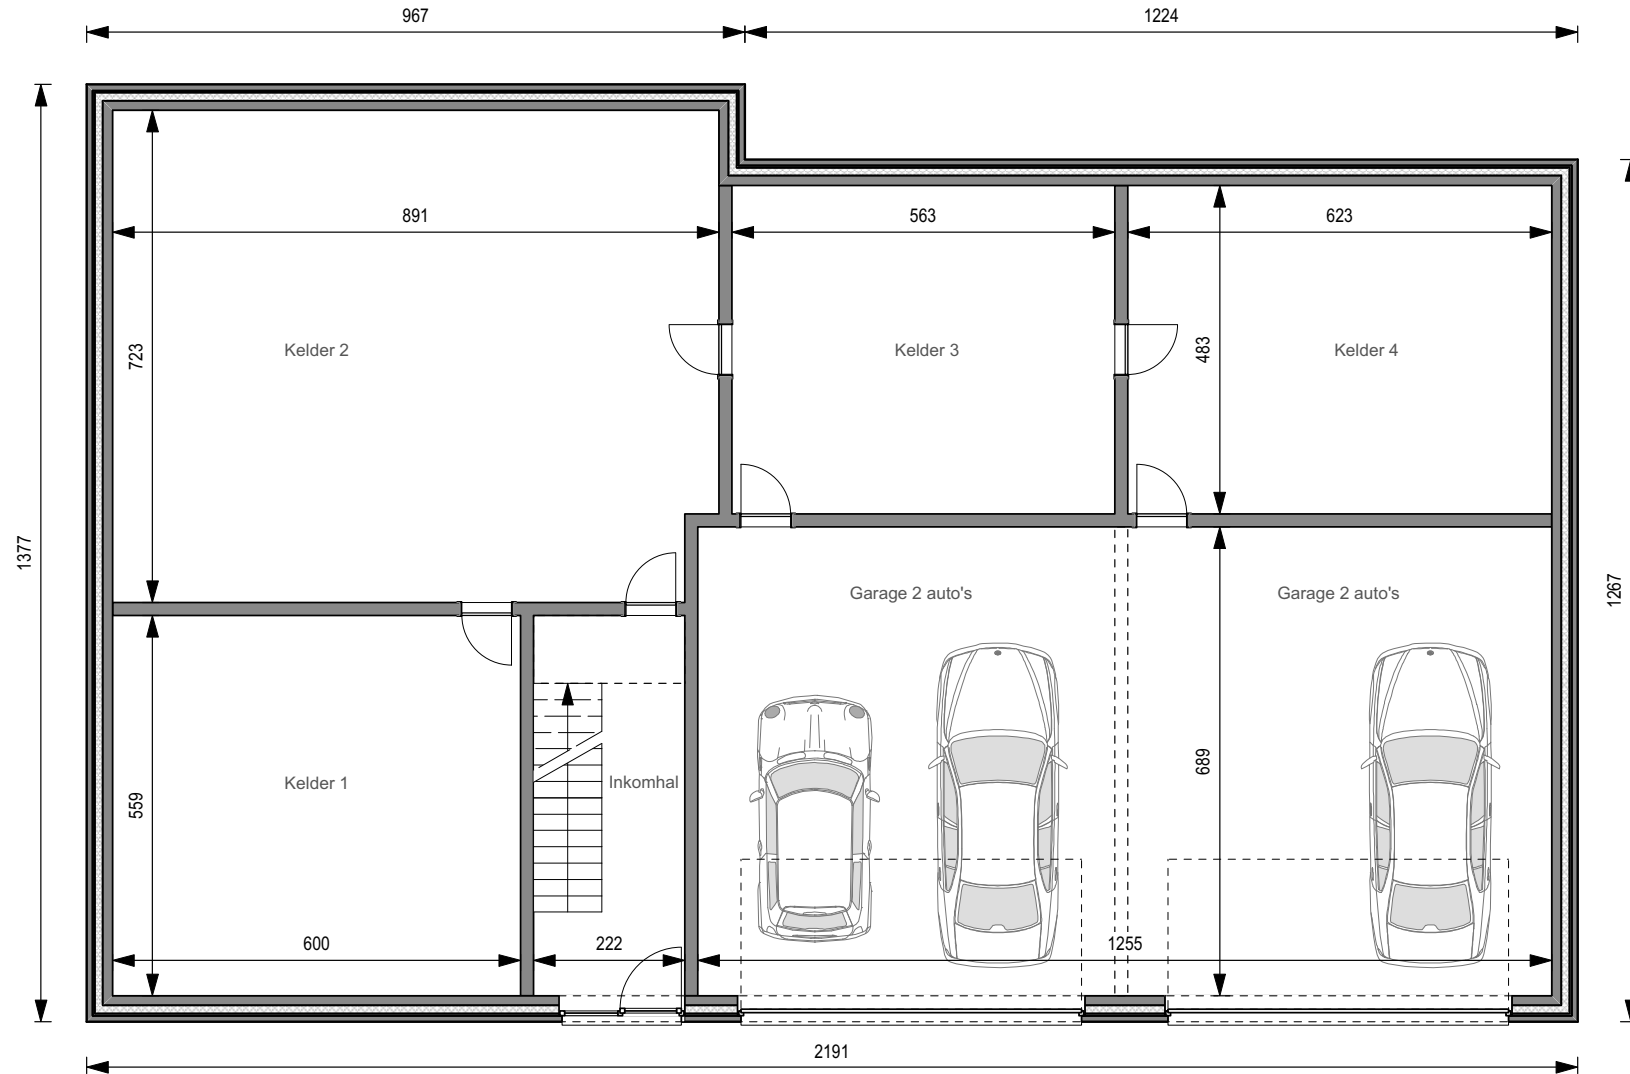 967
1224
891
563
623
723
Kelder 2
Kelder 3
483
Kelder 4
1377
1267
Garage 2 auto's
Garage 2 auto's
689
Kelder 1
Inkomhal
559
600
222
1255
2191